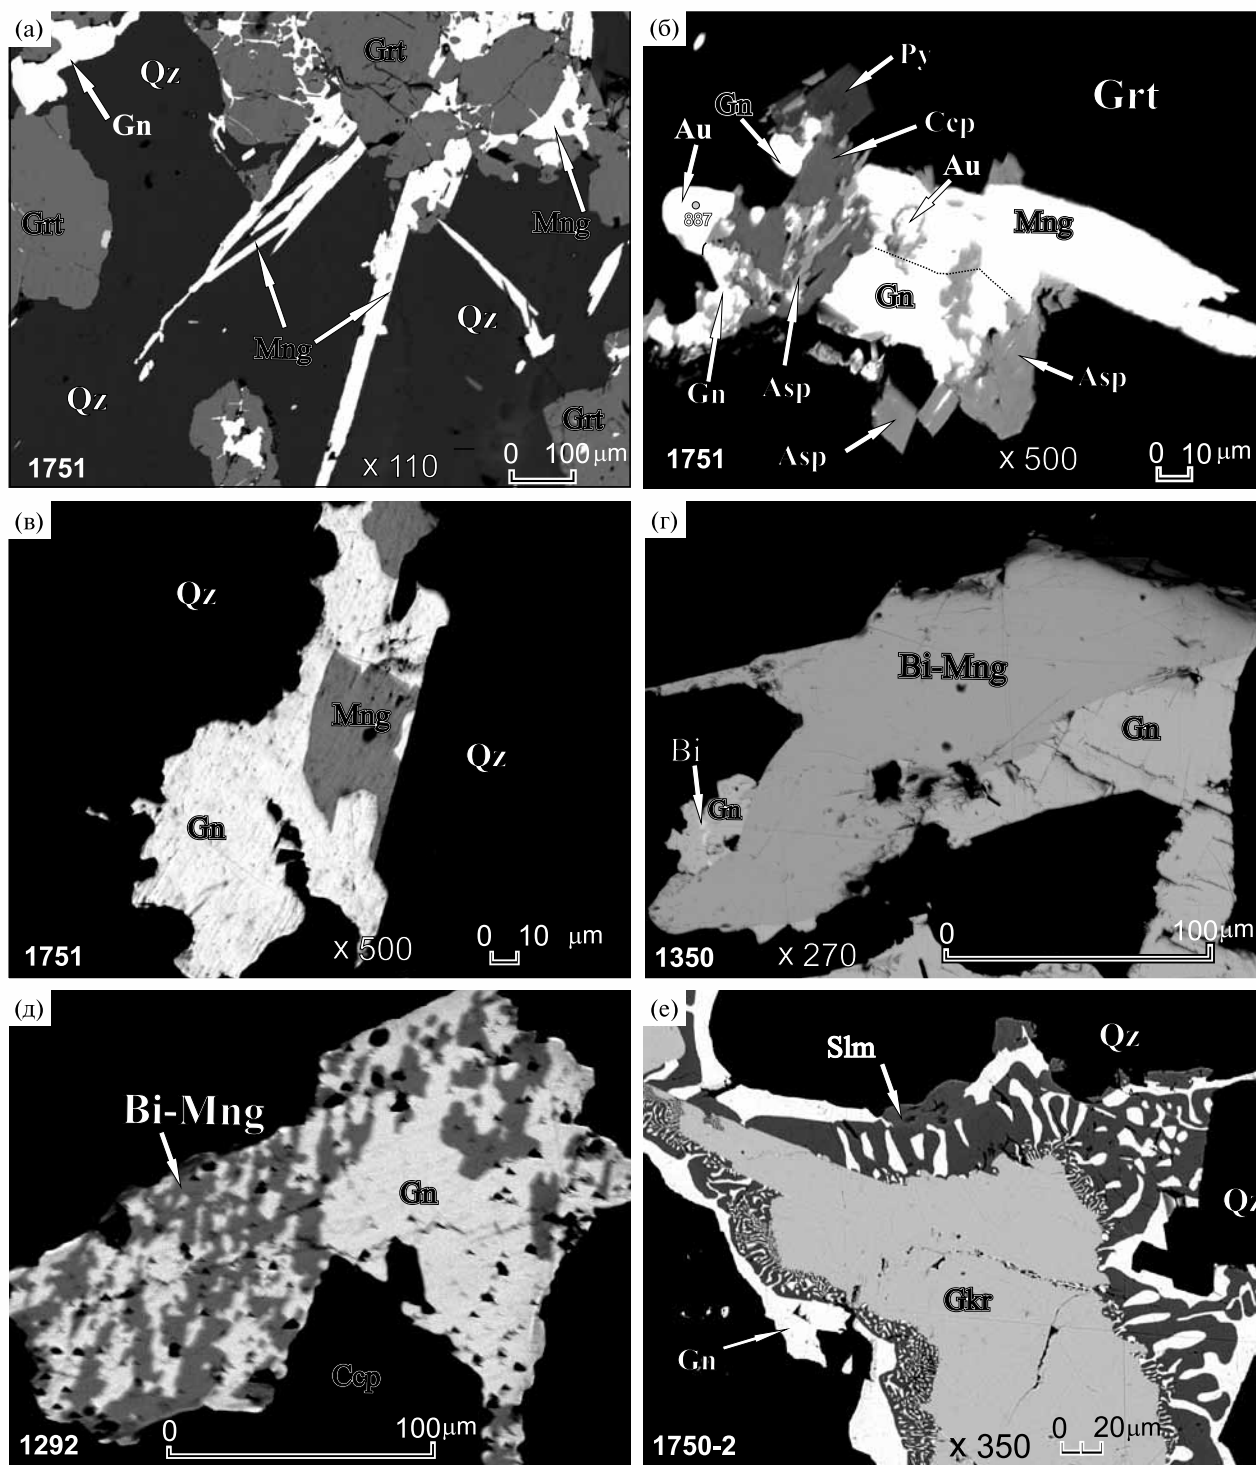 (а)
Grt
Qz
Gn
Grt
Mng
Qz
Mng
Qz
Grt
1751
x 110
0 100 μm
(б)
Py
Gn
Grt
Au
Ccp
Au
887
Mng
Gn
Gn
Asp
Asp
Asp
1751
x 500
0 10 μm
(в)
Qz
Mng
Qz
Gn
1751
x 500
0 10 μm
(г)
Bi-Mng
Gn
Bi
Gn
1350
x 270
0 100 μm
(д)
Bi-Mng
Gn
Ccp
1292
0 100 μm
(е)
Slm
Qz
Qz
Gkr
Gn
1750-2
x 350
0 20 μm